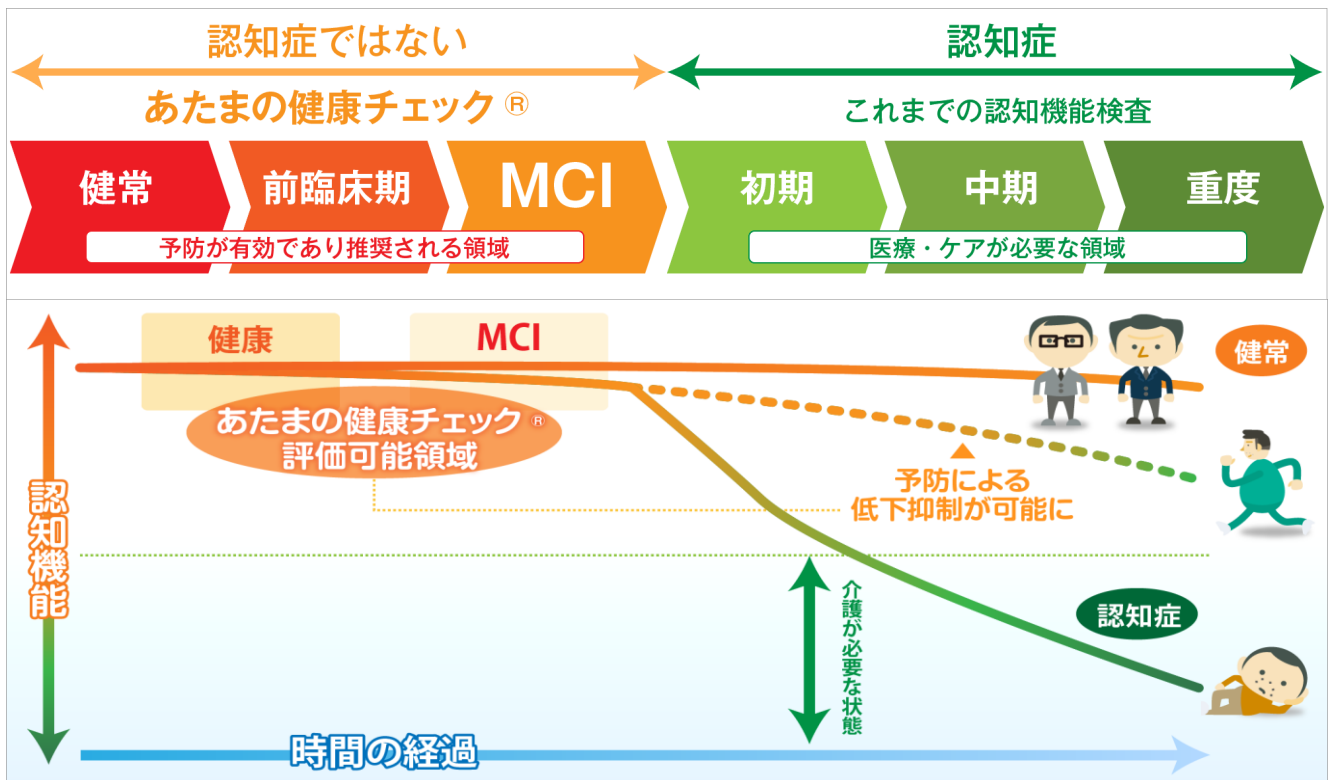 認知症ではない
認知症
あたまの健康チェック®
これまでの認知機能検査
健常
前臨床期
MCI
初期
中期
重度
予防が有効であり推奨される領域
医療・ケアが必要な領域
健康
MCI
健常
あたまの健康チェック®
評価可能領域
予防による
低下抑制が可能に
認知機能
介護が必要な状態
認知症
時間の経過